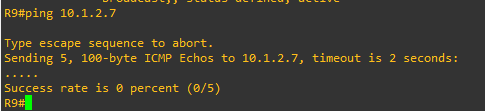 R9#ping 10.1.2.7
Type escape sequence to abort.
Sending 5, 100-byte ICMP Echos to 10.1.2.7, timeout is 2 seconds:
.....
Success rate is 0 percent (0/5)
R9#